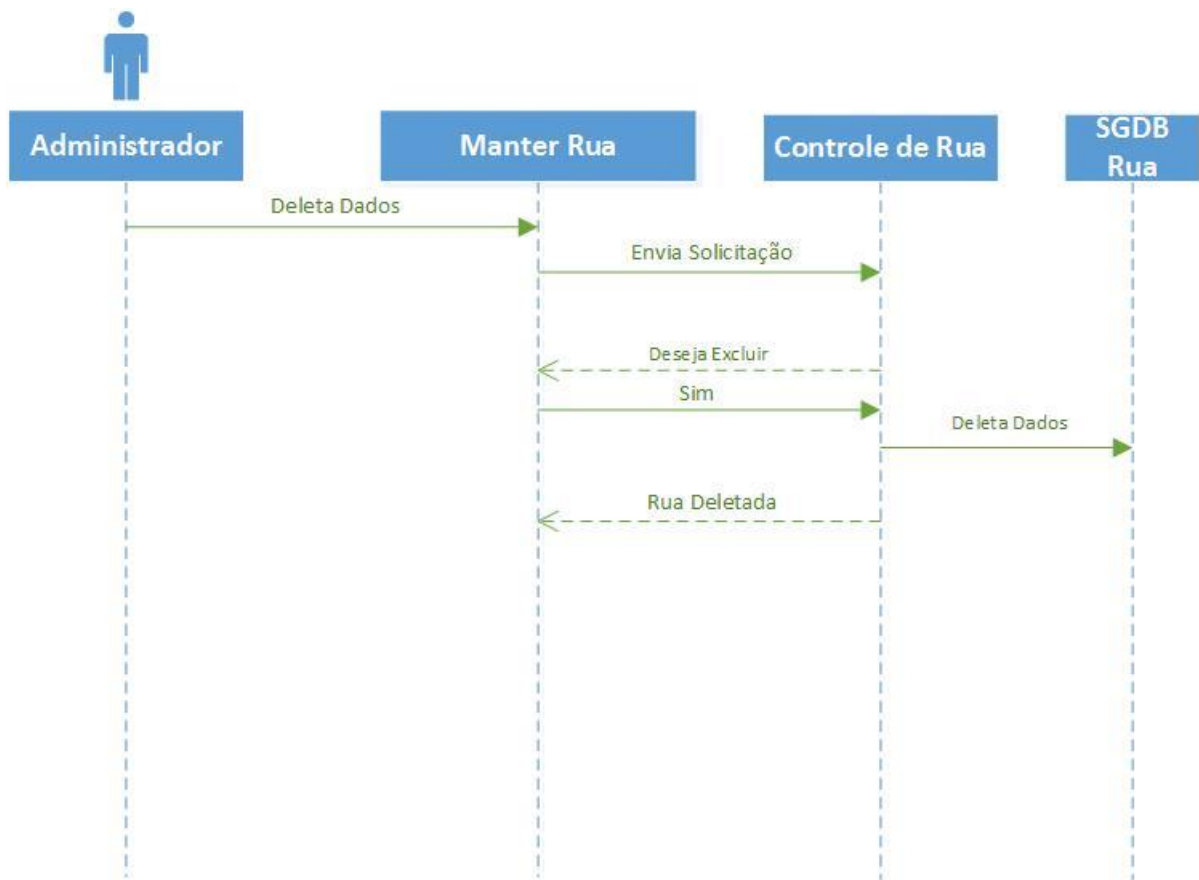 Administrador
Manter Rua
Controle de Rua
SGDB
Rua
Deleta Dados
Envia Solicitação
Deseja Excluir
Sim
Deleta Dados
Rua Deletada